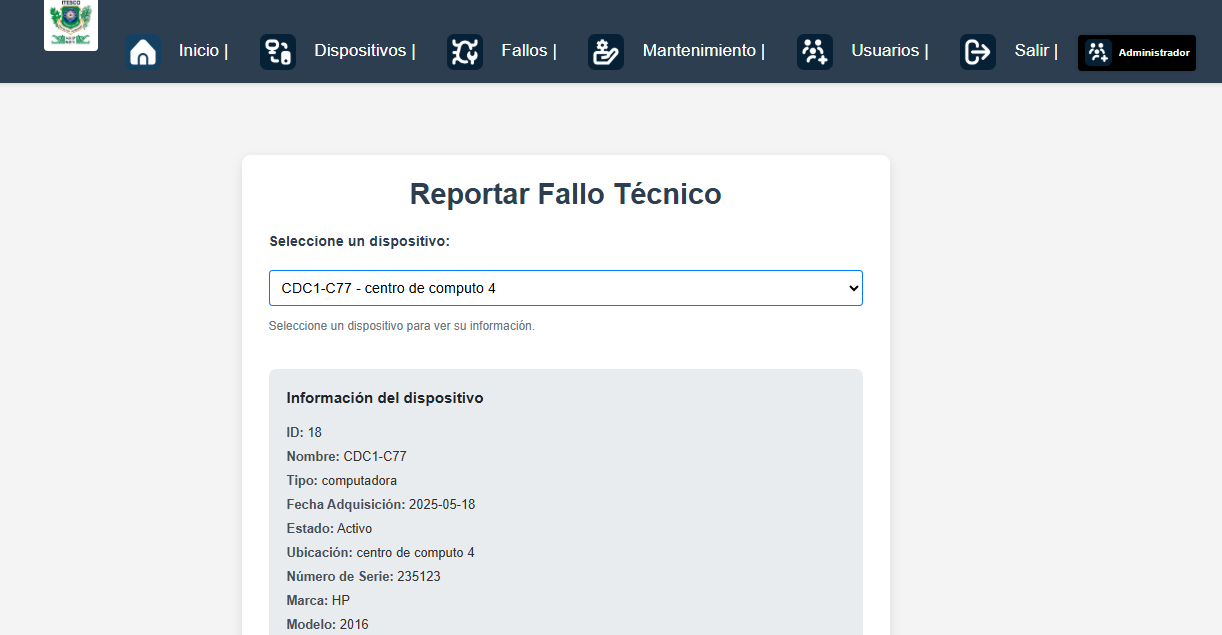 ITESCO
Inicio | Dispositivos | Fallos | Mantenimiento | Usuarios | Salir | Administrador
Reportar Fallo Técnico
Seleccione un dispositivo:
CDC1-C77 - centro de computo 4
Seleccione un dispositivo para ver su información.
Información del dispositivo
ID: 18
Nombre: CDC1-C77
Tipo: computadora
Fecha Adquisición: 2025-05-18
Estado: Activo
Ubicación: centro de computo 4
Número de Serie: 235123
Marca: HP
Modelo: 2016